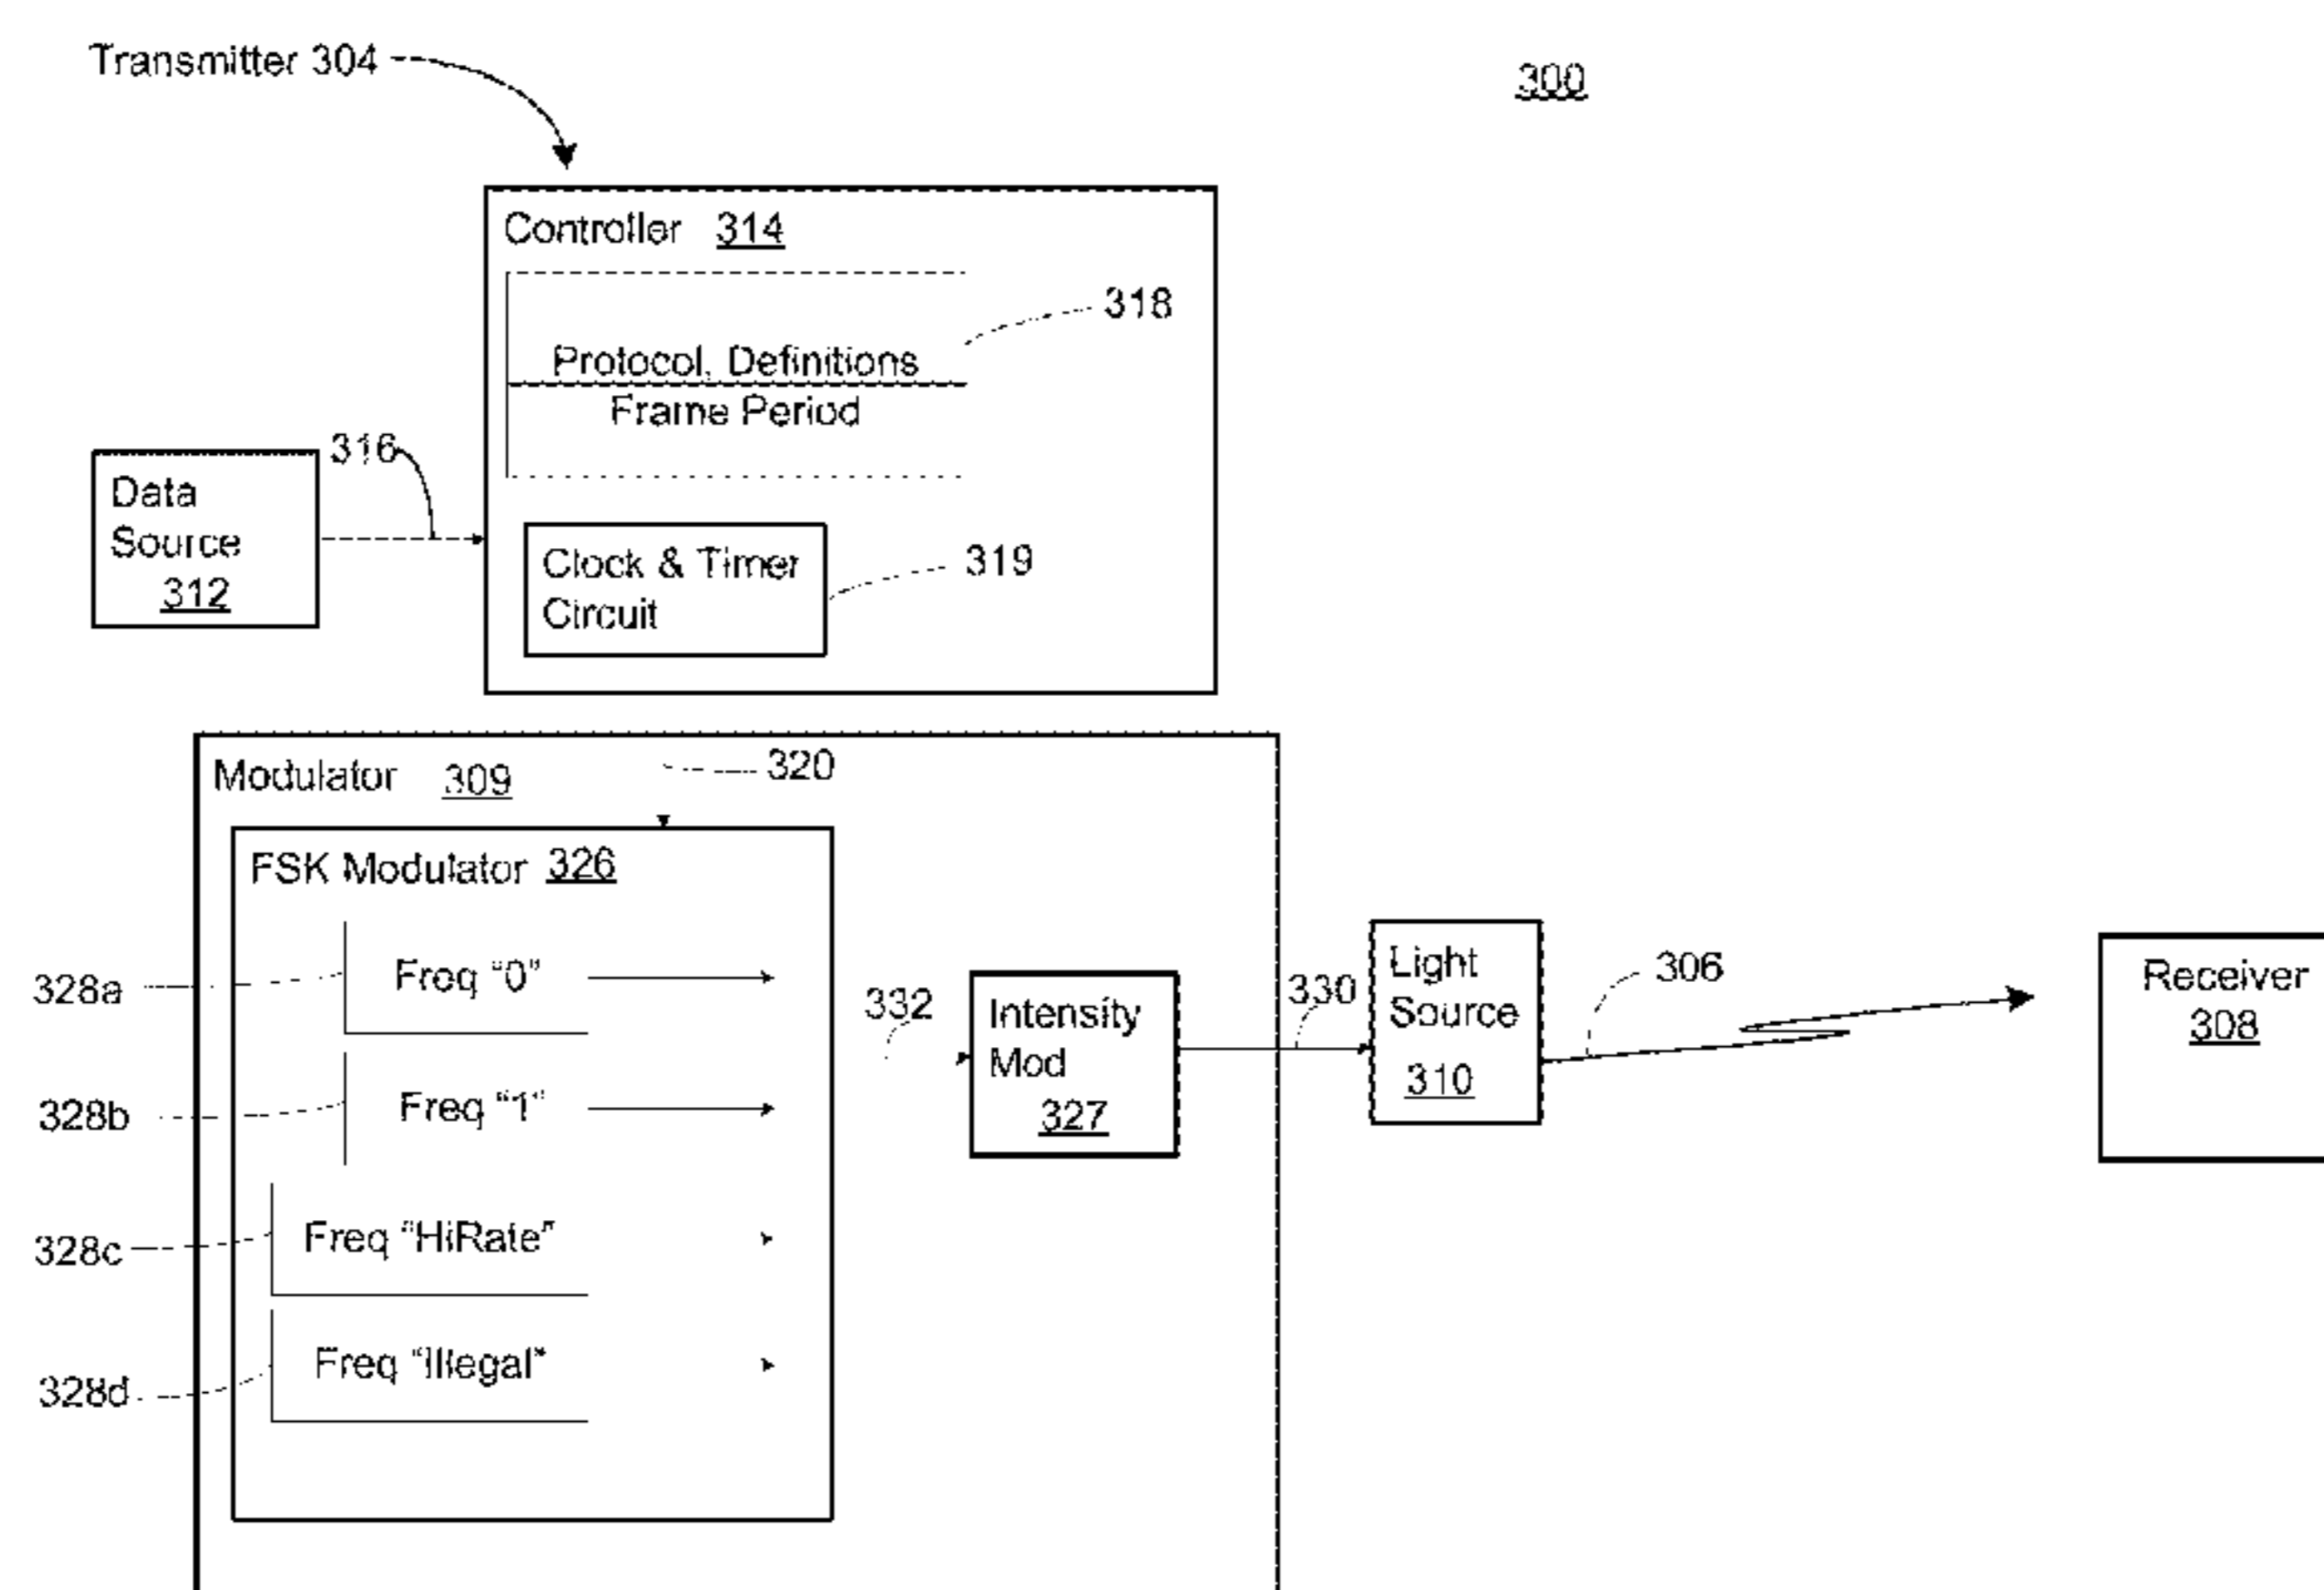 Transmitter 304
300
Controller 314
318
Protocol, Definitions
Frame Period
316
Data
Source
312
Clock & Timer
Circuit
319
Modulator 309
320
FSK Modulator 326
328a
Freq "0"
328b
Freq "1"
328c
Freq "HiRate"
328d
Freq "Illegal"
332
Intensity
Mod
327
330
Light
Source
310
306
Receiver
308